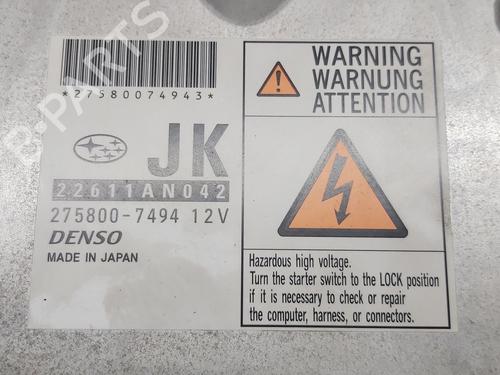 *27580074943*
JK
22611AN042
275800-7494 12V
DENSO
MADE IN JAPAN
WARNING
WARNUNG
ATTENTION
Hazardous high voltage.
Turn the starter switch to the LOCK position
if it is necessary to check or repair
the computer, harness, or connectors.
B-PARTS